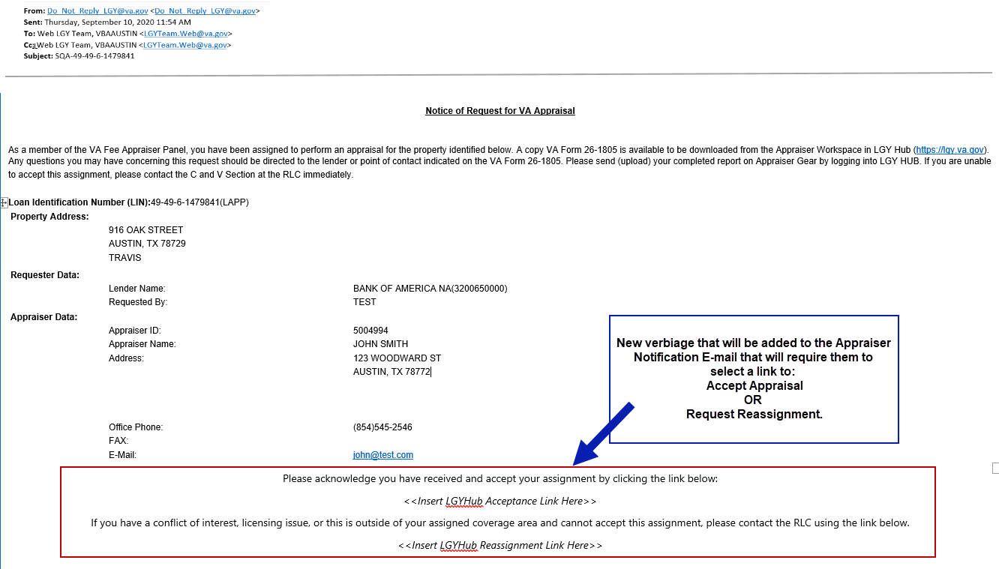 From: Do_Not_Reply_LGY@va.gov <Do_Not_Reply_LGY@va.gov>
Sent: Thursday, September 10, 2020 11:54 AM
To: Web LGY Team, VBAAUSTIN <LGYTeam.Web@va.gov>
Cc: Web LGY Team, VBAAUSTIN <LGYTeam.Web@va.gov>
Subject: SQA-49-49-6-1479841
Notice of Request for VA Appraisal
As a member of the VA Fee Appraiser Panel, you have been assigned to perform an appraisal for the property identified below. A copy VA Form 26-1805 is available to be downloaded from the Appraiser Workspace in LGY Hub (https://lgy.va.gov).
Any questions you may have concerning this request should be directed to the lender or point of contact indicated on the VA Form 26-1805. Please send (upload) your completed report on Appraiser Gear by logging into LGY HUB. If you are unable
to accept this assignment, please contact the C and V Section at the RLC immediately.
Loan Identification Number (LIN):49-49-6-1479841(LAPP)
Property Address:
916 OAK STREET
AUSTIN, TX 78729
TRAVIS
Requester Data:
Lender Name: BANK OF AMERICA NA(3200650000)
Requested By: TEST
Appraiser Data:
Appraiser ID: 5004994
Appraiser Name: JOHN SMITH
Address: 123 WOODWARD ST
AUSTIN, TX 78772
Office Phone: (854)545-2546
FAX:
E-Mail: john@test.com
New verbiage that will be added to the Appraiser
Notification E-mail that will require them to
select a link to:
Accept Appraisal
OR
Request Reassignment.
Please acknowledge you have received and accept your assignment by clicking the link below:
<<Insert LGYHub Acceptance Link Here>>
If you have a conflict of interest, licensing issue, or this is outside of your assigned coverage area and cannot accept this assignment, please contact the RLC using the link below.
<<Insert LGYHub Reassignment Link Here>>